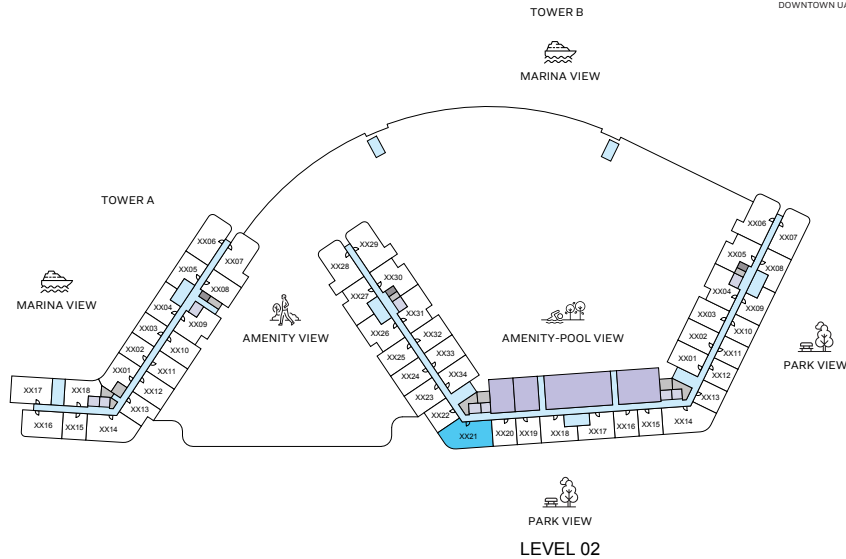 DOWNTOWN UA
TOWER B
MARINA VIEW
TOWER A
MARINA VIEW
AMENITY VIEW
AMENITY-POOL VIEW
PARK VIEW
XX06
XX07
XX05
XX08
XX04
XX09
XX03
XX10
XX02
XX11
XX01
XX12
XX17
XX18
XX13
XX16
XX15
XX14
XX29
XX28
XX30
XX27
XX31
XX26
XX32
XX25
XX33
XX24
XX34
XX23
XX22
XX21
XX20
XX19
XX18
XX17
XX16
XX15
XX14
XX06
XX07
XX05
XX08
XX04
XX09
XX03
XX10
XX02
XX11
XX01
XX12
XX13
PARK VIEW
LEVEL 02